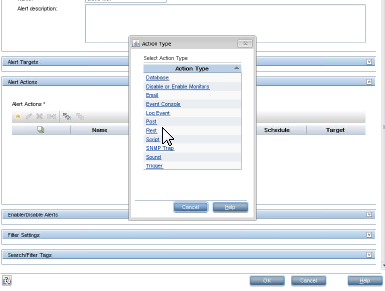 Alert description:
Action Type
Select Action Type
Action Type
Database
Disable or Enable Monitors
Email
Event Console
Log Event
Post
Rest
Script
SNMP Trap
Sound
Trigger
Cancel
Help
Alert Targets
Alert Actions
Alert Actions *
Name
Schedule
Target
Enable/Disable Alerts
Filter Settings
Search/Filter Tags
OK
Cancel
Help